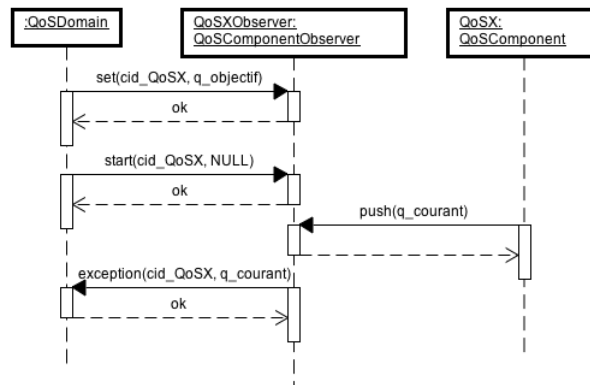 :QoSDomain
QoSXObserver:
QoSComponentObserver
QoSX:
QoSComponent
set(cid_QoSX, q_objectif)
ok
start(cid_QoSX, NULL)
ok
push(q_courant)
exception(cid_QoSX, q_courant)
ok